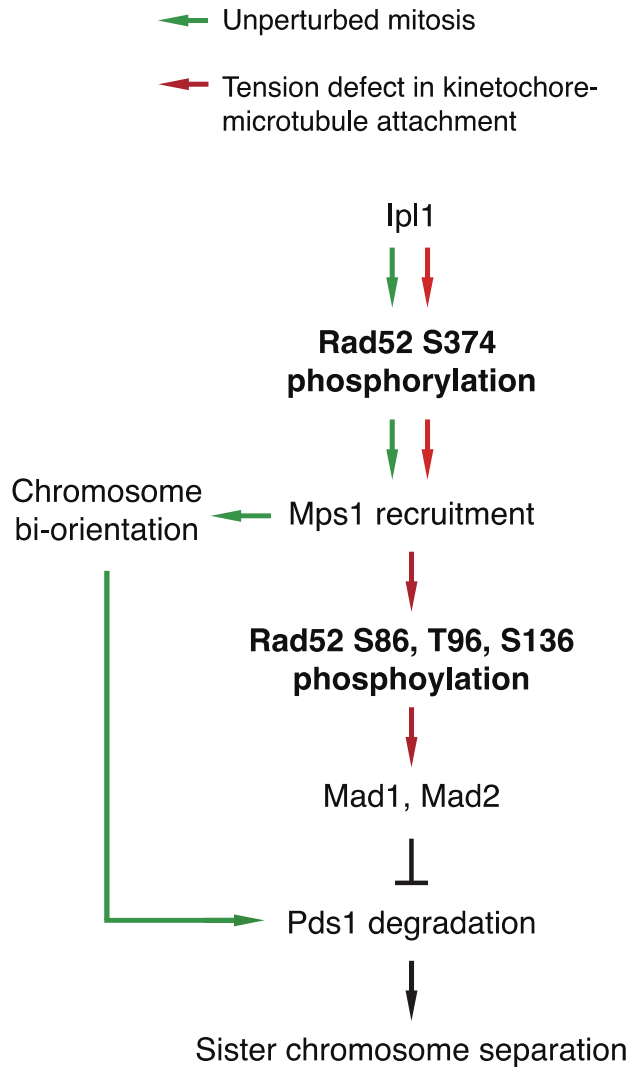 Unperturbed mitosis
Tension defect in kinetochore-
microtubule attachment
Ipl1
Rad52 S374
phosphorylation
Chromosome
bi-orientation
Mps1 recruitment
Rad52 S86, T96, S136
phosphoylation
Mad1, Mad2
Pds1 degradation
Sister chromosome separation